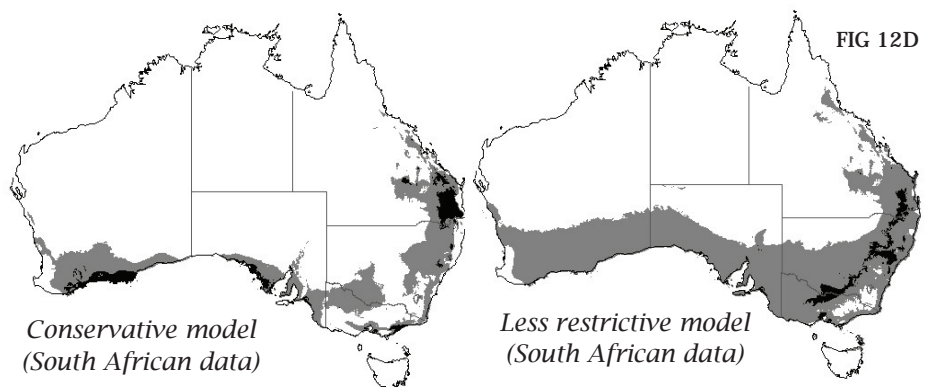 FIG 12D
Conservative model
(South African data)
Less restrictive model
(South African data)